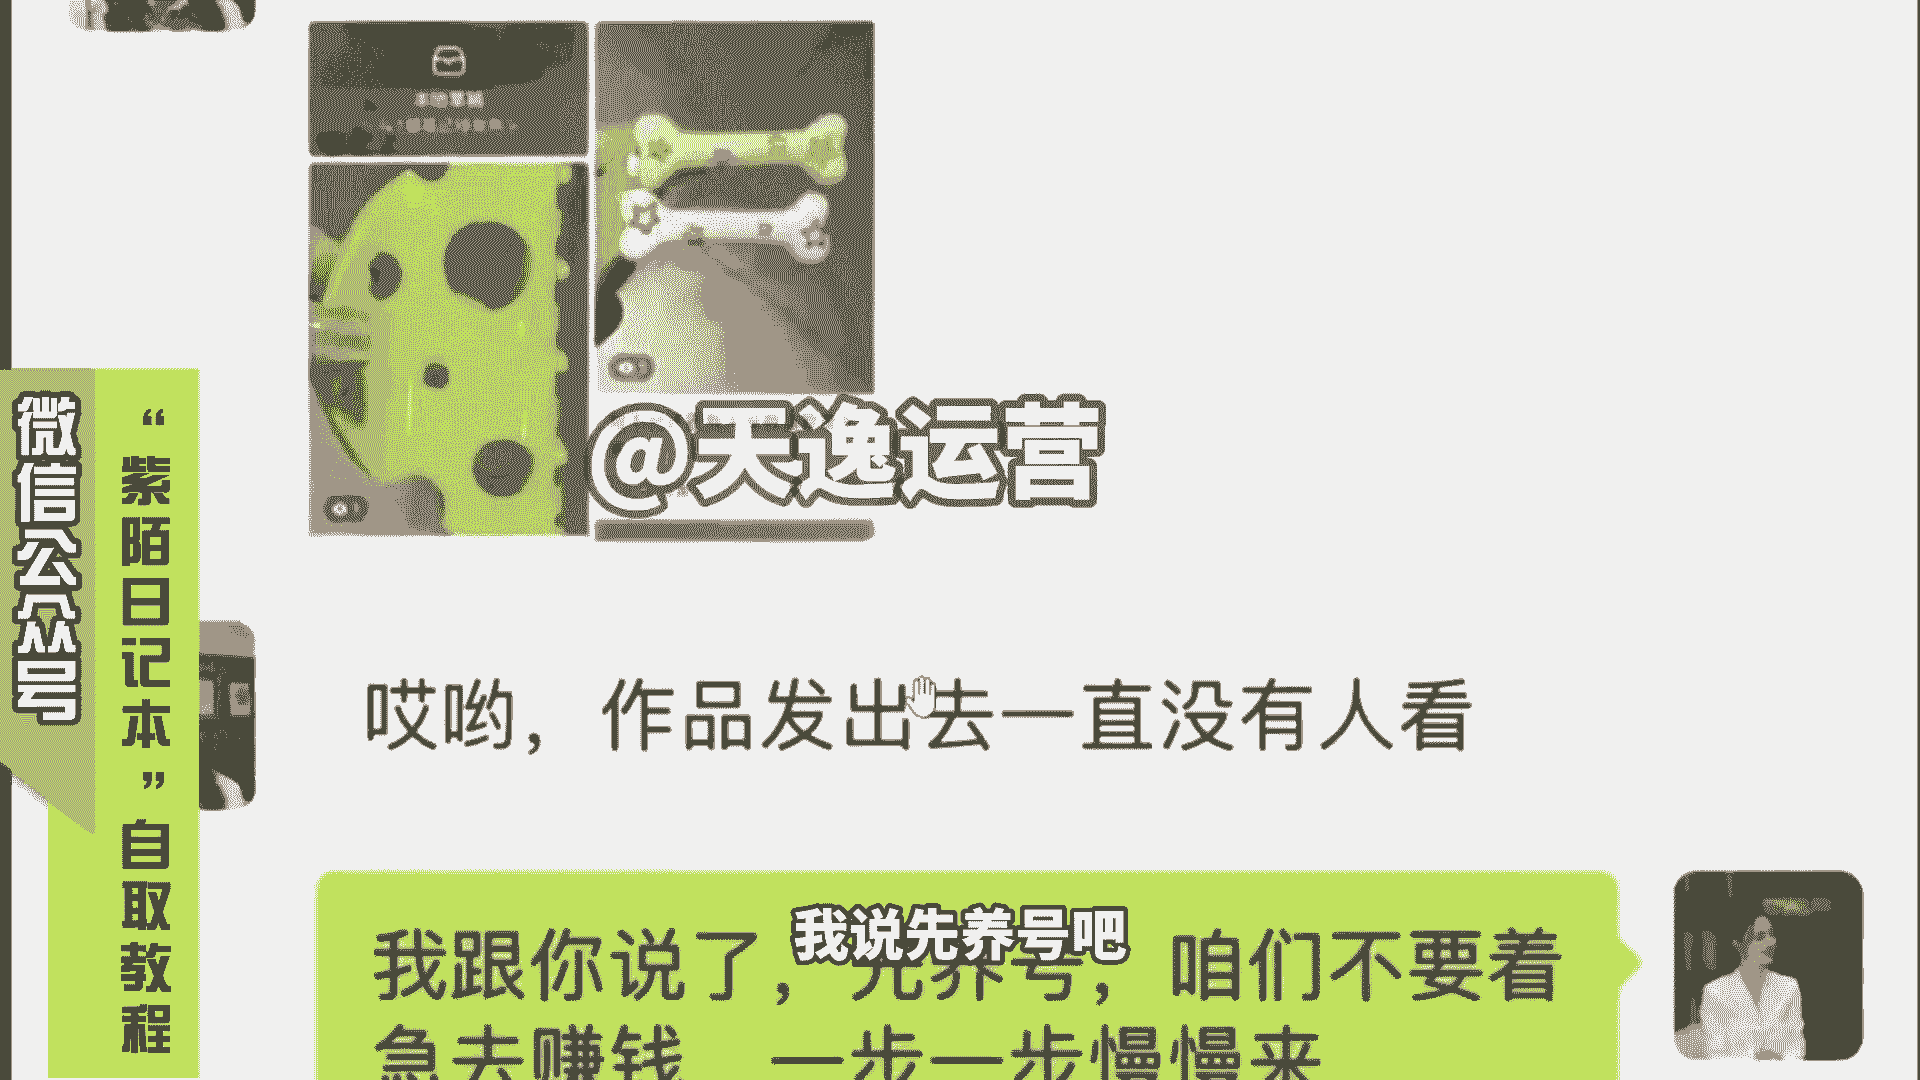 微信公众号
“紫陌日记本”自取教程
@天逸运营
哎哟，作品发出去一直没有人看
我说先养号吧
我跟你说了，先养号，咱们不要着
急去赚钱，一步一步慢慢来